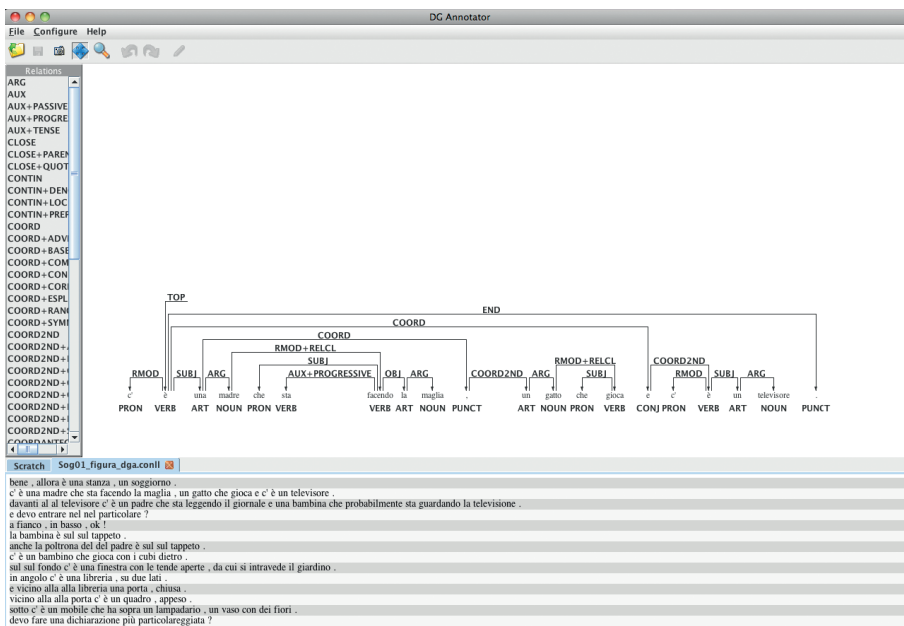 DG Annotator
File Configure Help
Relations
ARG
AUX
AUX+PASSIVE
AUX+PROGRE
AUX+TENSE
CLOSE
CLOSE+PAREN
CLOSE+QUOT
CONTIN
CONTIN+DEN
CONTIN+LOC
CONTIN+PREF
COORD
COORD+ADV
COORD+BASE
COORD+COM
COORD+CON
COORD+COR
COORD+ESPL
COORD+RAN
COORD+SYM
COORD2ND
COORD2ND+
COORD2ND+
COORD2ND+
COORD2ND+
COORD2ND+
COORD2ND+
COORD2ND+
COORD2ND+
TOP
END
COORD
COORD
RMOD+RELCL
SUBJ RMOD+RELCL COORD2ND
RMOD SUBJ ARG AUX+PROGRESSIVE OBJ ARG COORD2ND ARG SUBJ RMOD SUBJ ARG
c' è una madre che sta facendo la maglia , un gatto che gioca e c' è un televisore .
PRON VERB ART NOUN PRON VERB VERB ART NOUN PUNCT ART NOUN PRON VERB CONJ PRON VERB ART NOUN PUNCT
Scratch Sog01_figura_dga.conll
bene , allora è una stanza , un soggiorno .
c' è una madre che sta facendo la maglia , un gatto che gioca e c' è un televisore .
davanti al al televisore c' è un padre che sta leggendo il giornale e una bambina che probabilmente sta guardando la televisione .
e devo entrare nel nel particolare ?
a fianco , in basso , ok !
la bambina è sul sul tappeto .
anche la poltrona del del padre è sul sul tappeto .
c' è un bambino che gioca con i cubi dietro .
sul sul fondo c' è una finestra con le tende aperte , da cui si intravede il giardino .
in angolo c' è una libreria , su due lati .
e vicino alla alla libreria una porta , chiusa .
vicino alla alla porta c' è un quadro , appeso .
sotto c' è un mobile che ha sopra un lampadario , un vaso con dei fiori .
devo fare una dichiarazione più particolareggiata ?